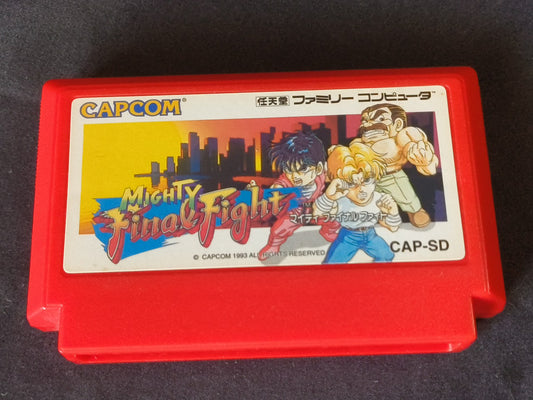 CAPCOM®
任天堂 ファミリーコンピュータ™
MIGHTY
Final Fight
マイティ ファイナル ファイト
CAP-SD
© CAPCOM 1993 ALL RIGHTS RESERVED